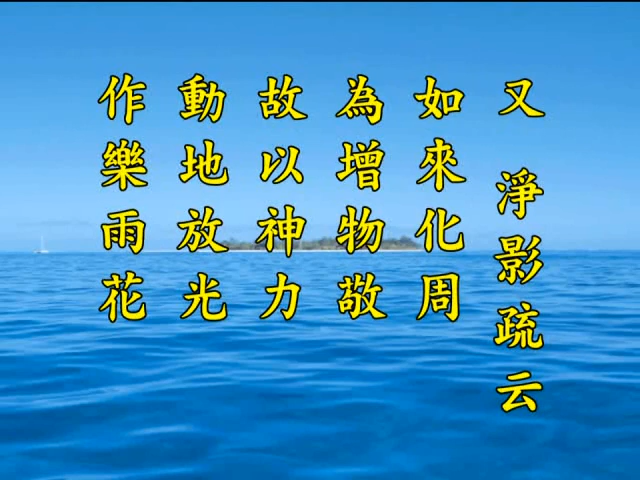 又 淨影疏云
如來化周
為增物敬
故以神力
動地放光
作樂雨花